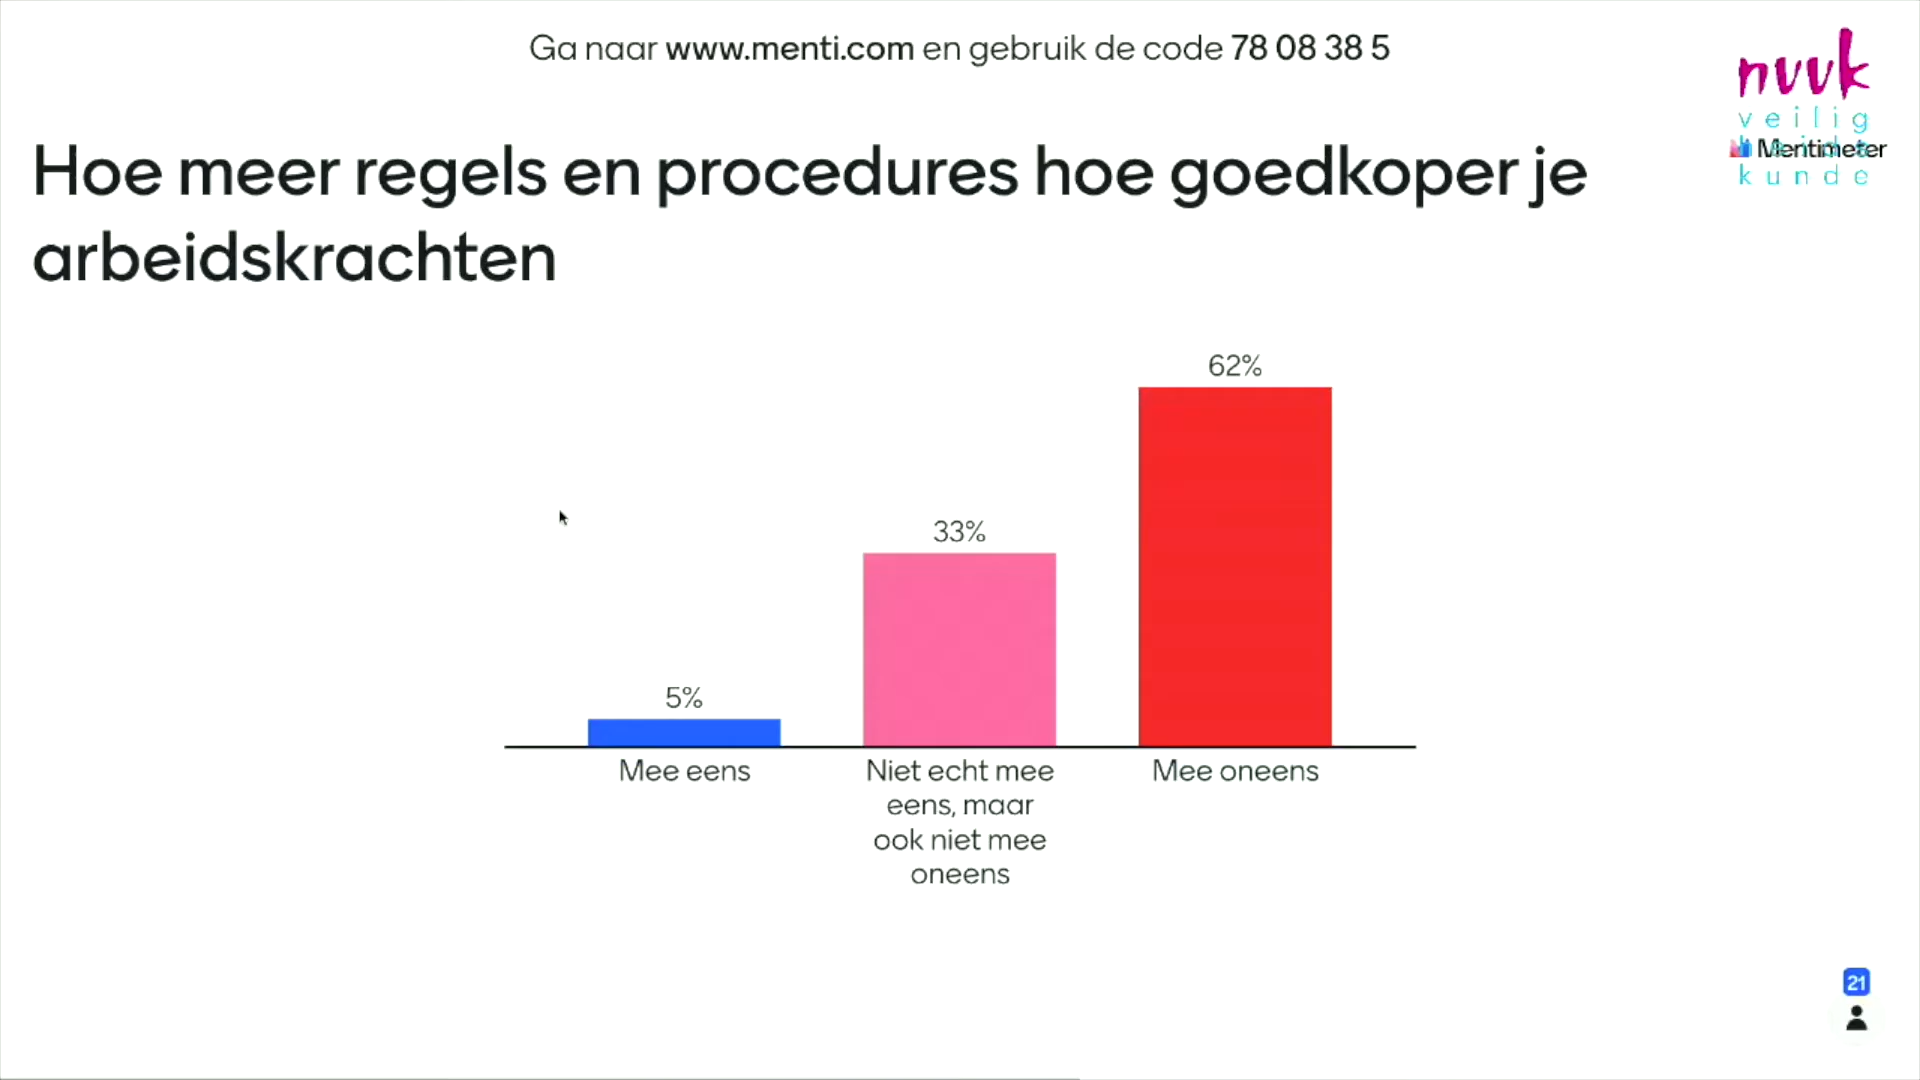 Ga naar www.menti.com en gebruik de code 78 08 38 5
nuuk
veilig
Mentimeter
kunde
Hoe meer regels en procedures hoe goedkoper je
arbeidskrachten
62%
33%
5%
Mee eens
Niet echt mee
eens, maar
ook niet mee
oneens
Mee oneens
21